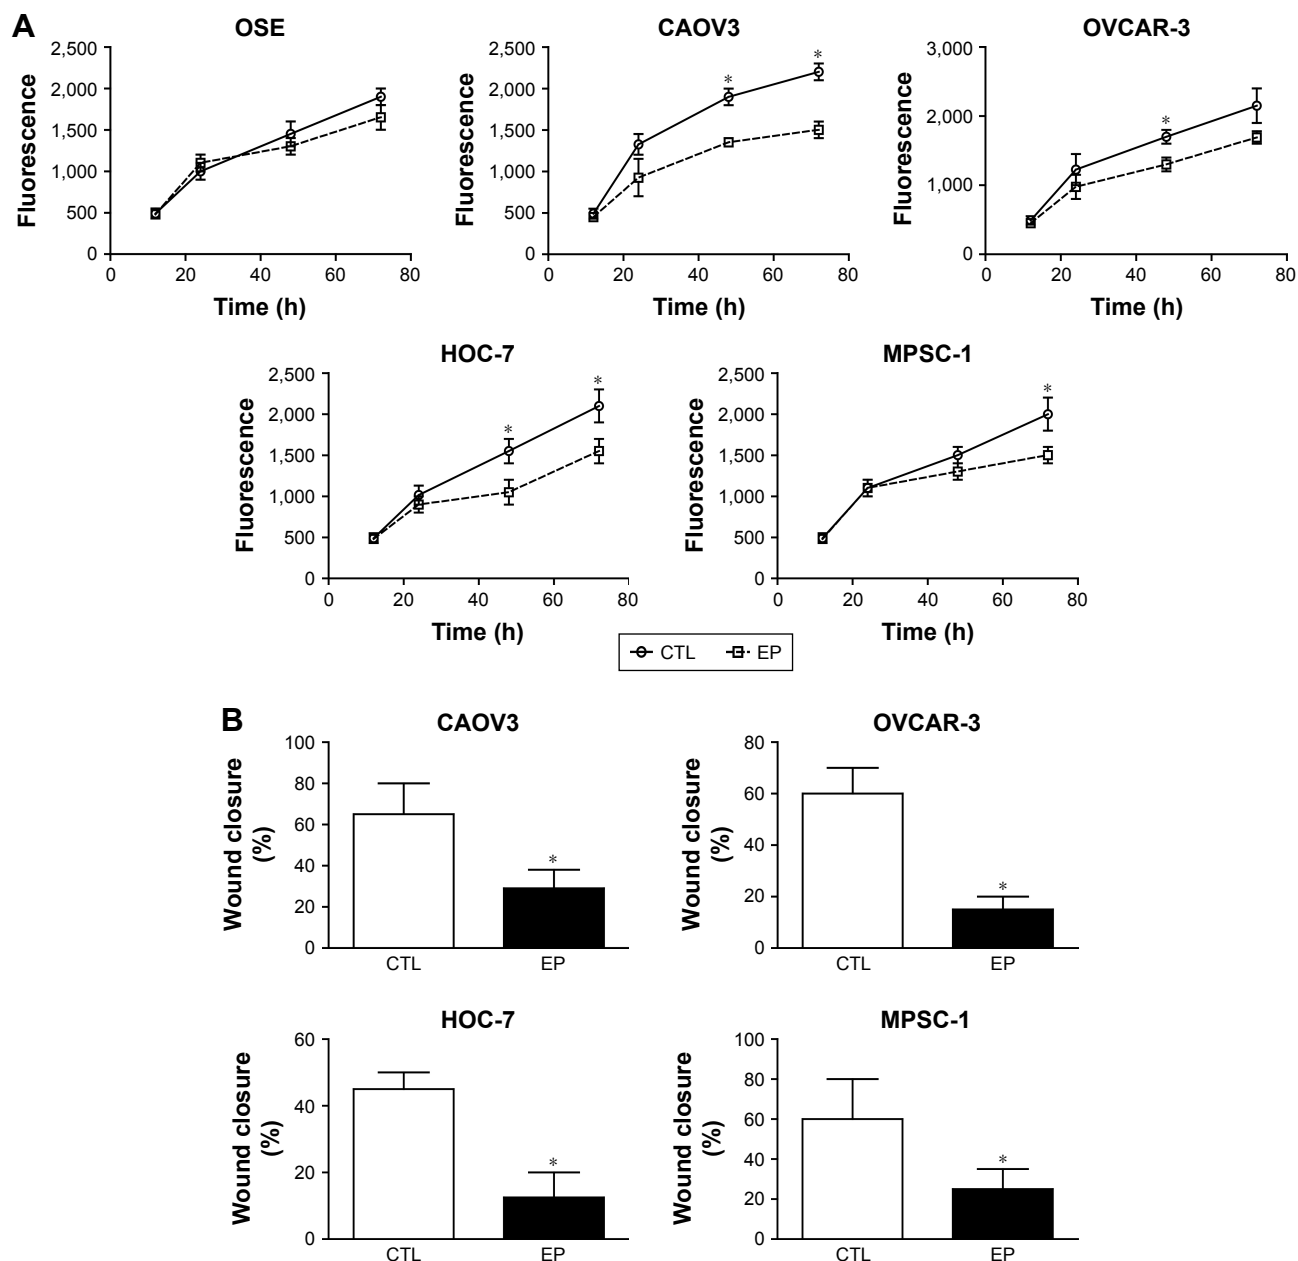 A
OSE
CAOV3
OVCAR-3
Fluorescence
2,500
2,000
1,500
1,000
500
0
0 20 40 60 80
Time (h)
Fluorescence
2,500
2,000
1,500
1,000
500
0
*
*
0 20 40 60 80
Time (h)
Fluorescence
3,000
2,000
1,000
0
*
0 20 40 60 80
Time (h)
HOC-7
MPSC-1
Fluorescence
2,500
2,000
1,500
1,000
500
0
*
*
0 20 40 60 80
Time (h)
Fluorescence
2,500
2,000
1,500
1,000
500
0
*
0 20 40 60 80
Time (h)
CTL EP
B
CAOV3
Wound closure
(%)
100
80
60
40
20
0
*
CTL EP
OVCAR-3
Wound closure
(%)
80
60
40
20
0
*
CTL EP
HOC-7
Wound closure
(%)
60
40
20
0
*
CTL EP
MPSC-1
Wound closure
(%)
100
80
60
40
20
0
*
CTL EP